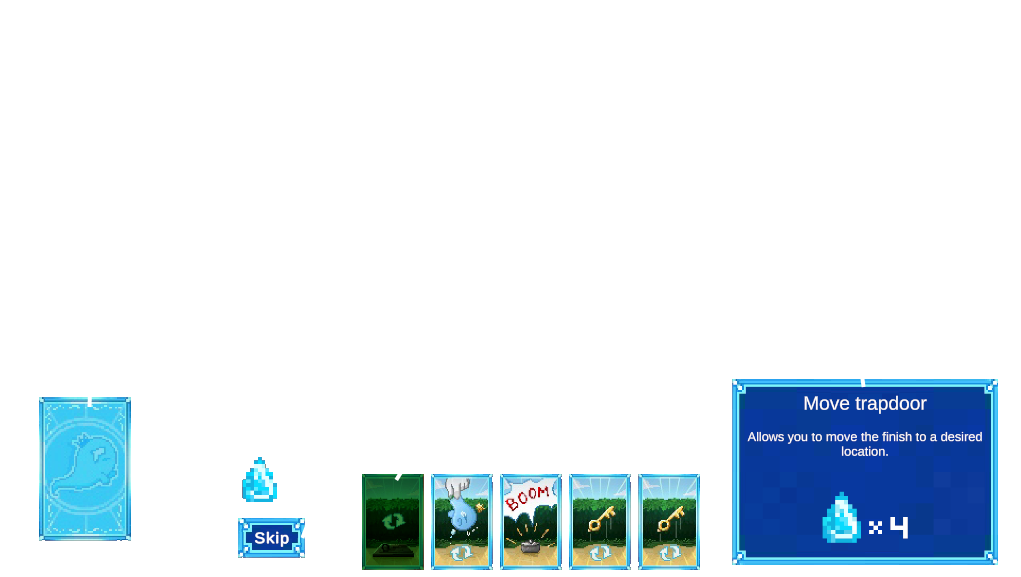 Move trapdoor
Allows you to move the finish to a desired
location.
BOOM
x 4
Skip